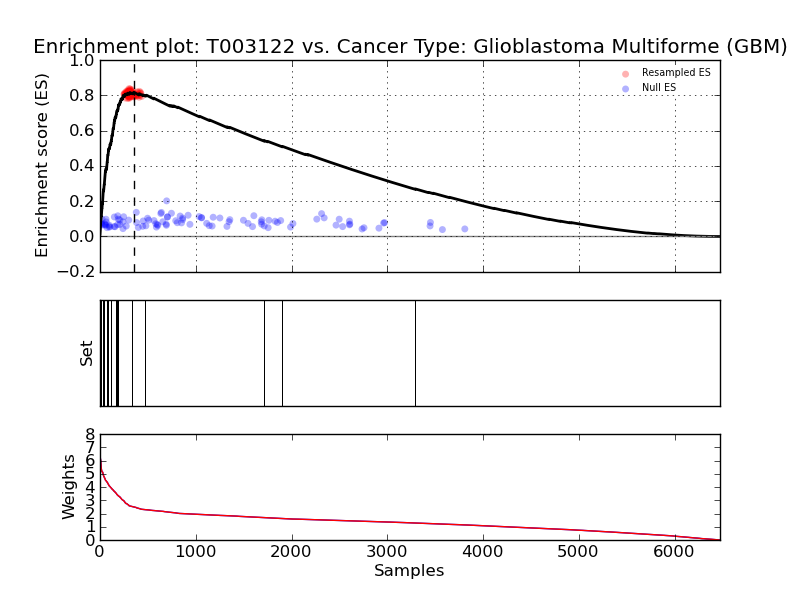 Enrichment plot: T003122 vs. Cancer Type: Glioblastoma Multiforme (GBM)
1.0
0.8
0.6
0.4
0.2
0.0
−0.2
Enrichment score (ES)
Resampled ES
Null ES
Set
8
7
6
5
4
3
2
1
0
Weights
0 1000 2000 3000 4000 5000 6000
Samples